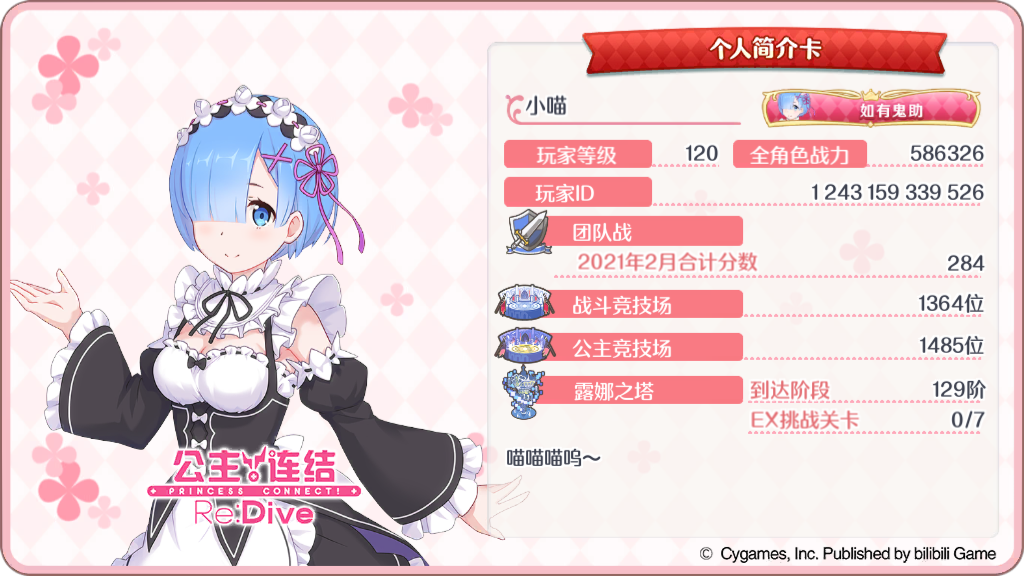 个人简介卡
小喵
如有鬼助
玩家等级 120 全角色战力 586326
玩家ID 1 243 159 339 526
团队战
2021年2月合计分数 284
战斗竞技场 1364位
公主竞技场 1485位
露娜之塔 到达阶段 129阶
EX挑战关卡 0/7
喵喵喵呜～
公主连结
PRINCESS CONNECT!
Re:Dive
© Cygames, Inc. Published by bilibili Game